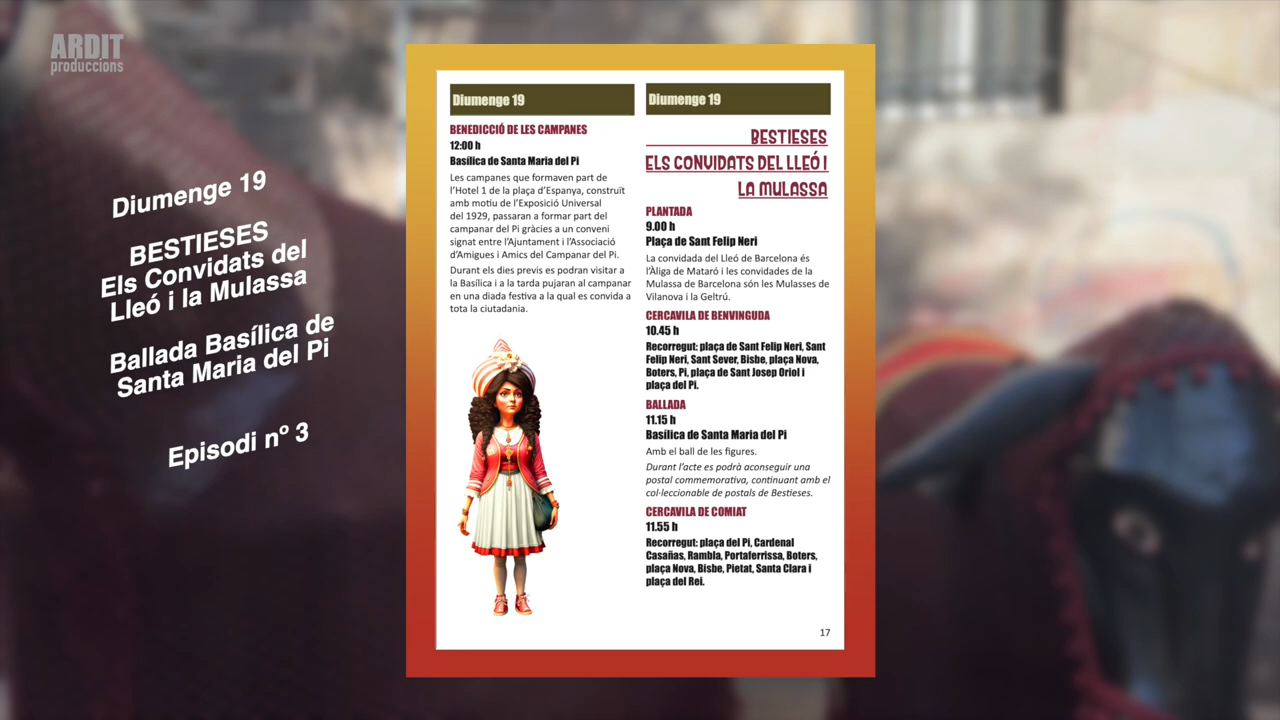 ARDIT
produccions
Diumenge 19
BESTIESES
Els Convidats del
Lleó i la Mulassa
Ballada Basílica de
Santa Maria del Pi
Episodi nº 3
Diumenge 19
BENEDICCIÓ DE LES CAMPANES
12:00 h
Basílica de Santa Maria del Pi
Les campanes que formaven part de
l'Hotel 1 de la plaça d'Espanya, construït
amb motiu de l'Exposició Universal
del 1929, passaran a formar part del
campanar del Pi gràcies a un conveni
signat entre l'Ajuntament i l'Associació
d'Amigues i Amics del Campanar del Pi.
Durant els dies previs es podran visitar a
la Basílica i a la tarda pujaran al campanar
en una diada festiva a la qual es convida a
tota la ciutadania.
Diumenge 19
BESTIESES
ELS CONVIDATS DEL LLEÓ I
LA MULASSA
PLANTADA
9.00 h
Plaça de Sant Felip Neri
La convidada del Lleó de Barcelona és
l'Àliga de Mataró i les convidades de la
Mulassa de Barcelona són les Mulasses de
Vilanova i la Geltrú.
CERCAVILA DE BENVINGUDA
10.45 h
Recorregut: plaça de Sant Felip Neri, Sant
Felip Neri, Sant Sever, Bisbe, plaça Nova,
Boters, Pi, plaça de Sant Josep Oriol i
plaça del Pi.
BALLADA
11.15 h
Basílica de Santa Maria del Pi
Amb el ball de les figures.
Durant l'acte es podrà aconseguir una
postal commemorativa, continuant amb el
col·leccionable de postals de Bestieses.
CERCAVILA DE COMIAT
11.55 h
Recorregut: plaça del Pi, Cardenal
Casañas, Rambla, Portaferrissa, Boters,
plaça Nova, Bisbe, Pietat, Santa Clara i
plaça del Rei.
17